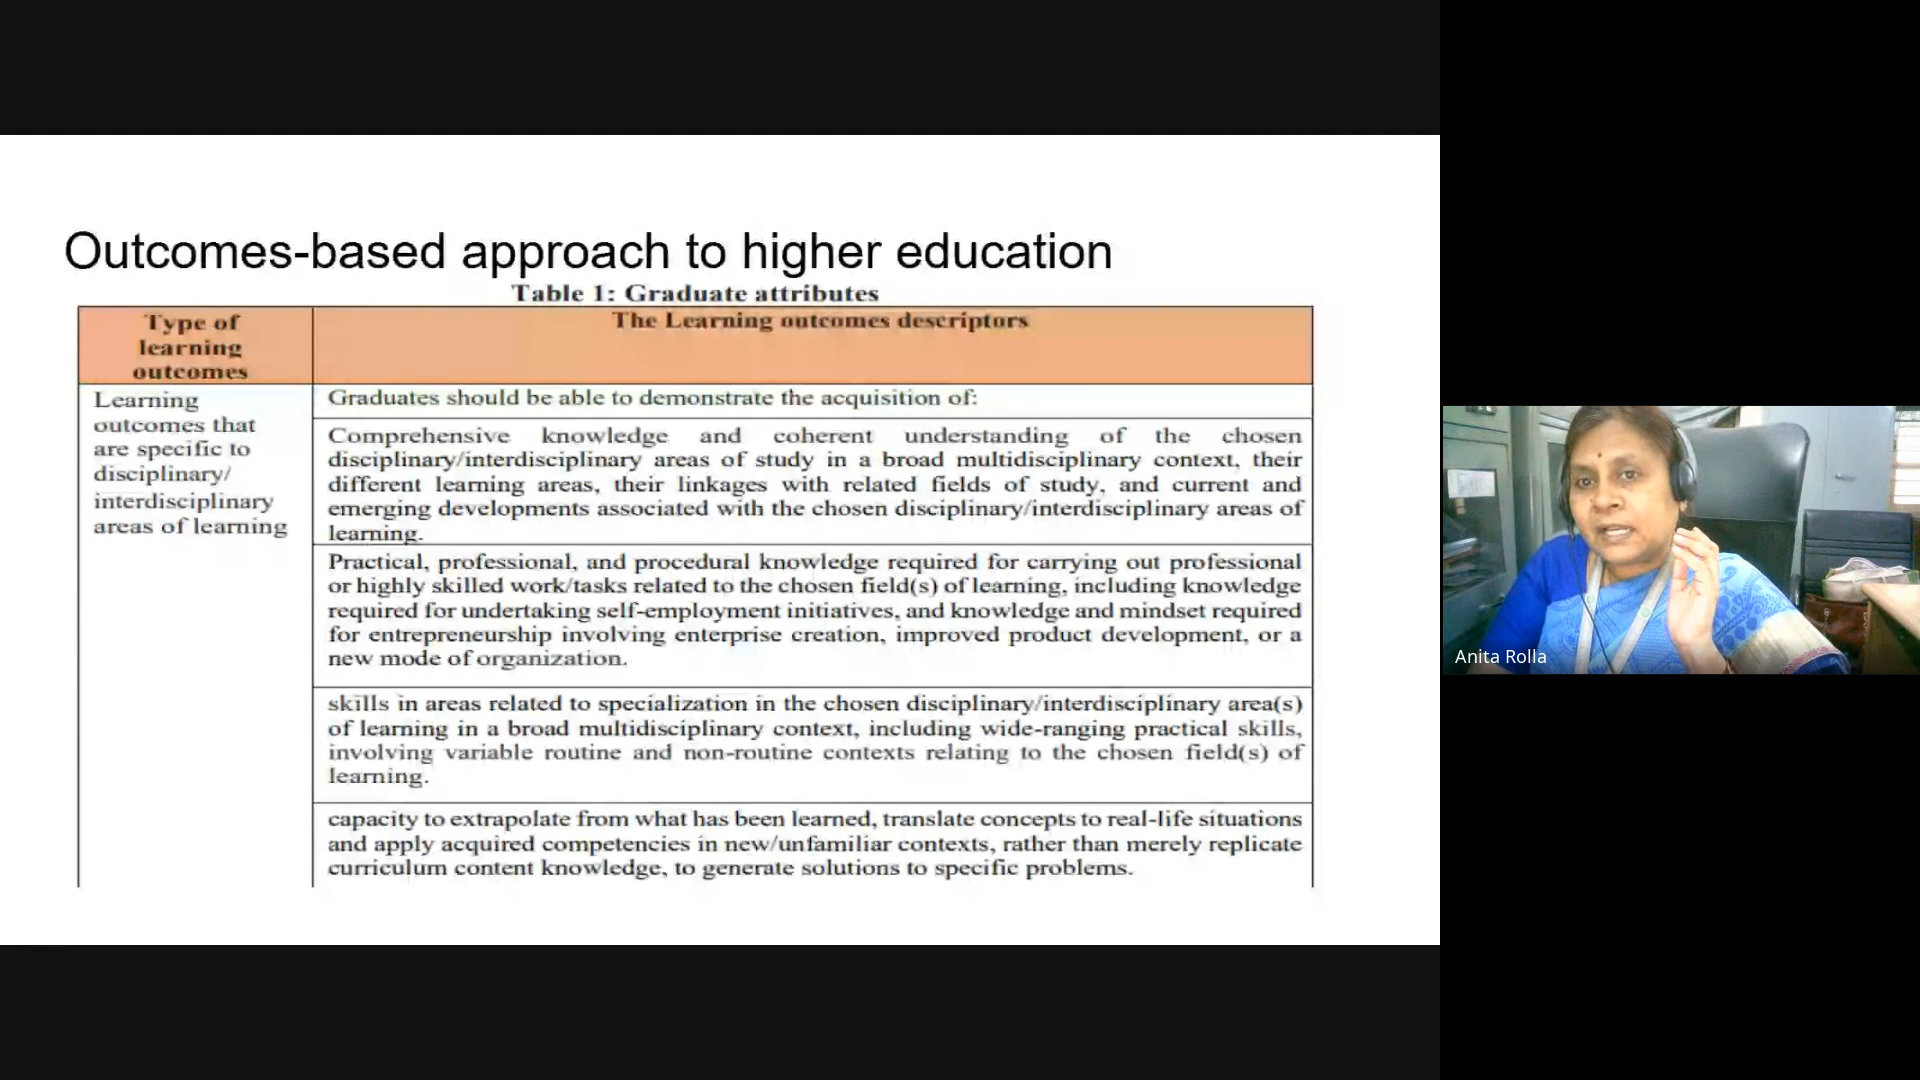 Outcomes-based approach to higher education
Table 1: Graduate attributes
Type of
learning
outcomes
The Learning outcomes descriptors
Learning
outcomes that
are specific to
disciplinary/
interdisciplinary
areas of learning
Graduates should be able to demonstrate the acquisition of:
Comprehensive knowledge and coherent understanding of the chosen
disciplinary/interdisciplinary areas of study in a broad multidisciplinary context, their
different learning areas, their linkages with related fields of study, and current and
emerging developments associated with the chosen disciplinary/interdisciplinary areas of
learning.
Practical, professional, and procedural knowledge required for carrying out professional
or highly skilled work/tasks related to the chosen field(s) of learning, including knowledge
required for undertaking self-employment initiatives, and knowledge and mindset required
for entrepreneurship involving enterprise creation, improved product development, or a
new mode of organization.
skills in areas related to specialization in the chosen disciplinary/interdisciplinary area(s)
of learning in a broad multidisciplinary context, including wide-ranging practical skills,
involving variable routine and non-routine contexts relating to the chosen field(s) of
learning.
capacity to extrapolate from what has been learned, translate concepts to real-life situations
and apply acquired competencies in new/unfamiliar contexts, rather than merely replicate
curriculum content knowledge, to generate solutions to specific problems.
Anita Rolla